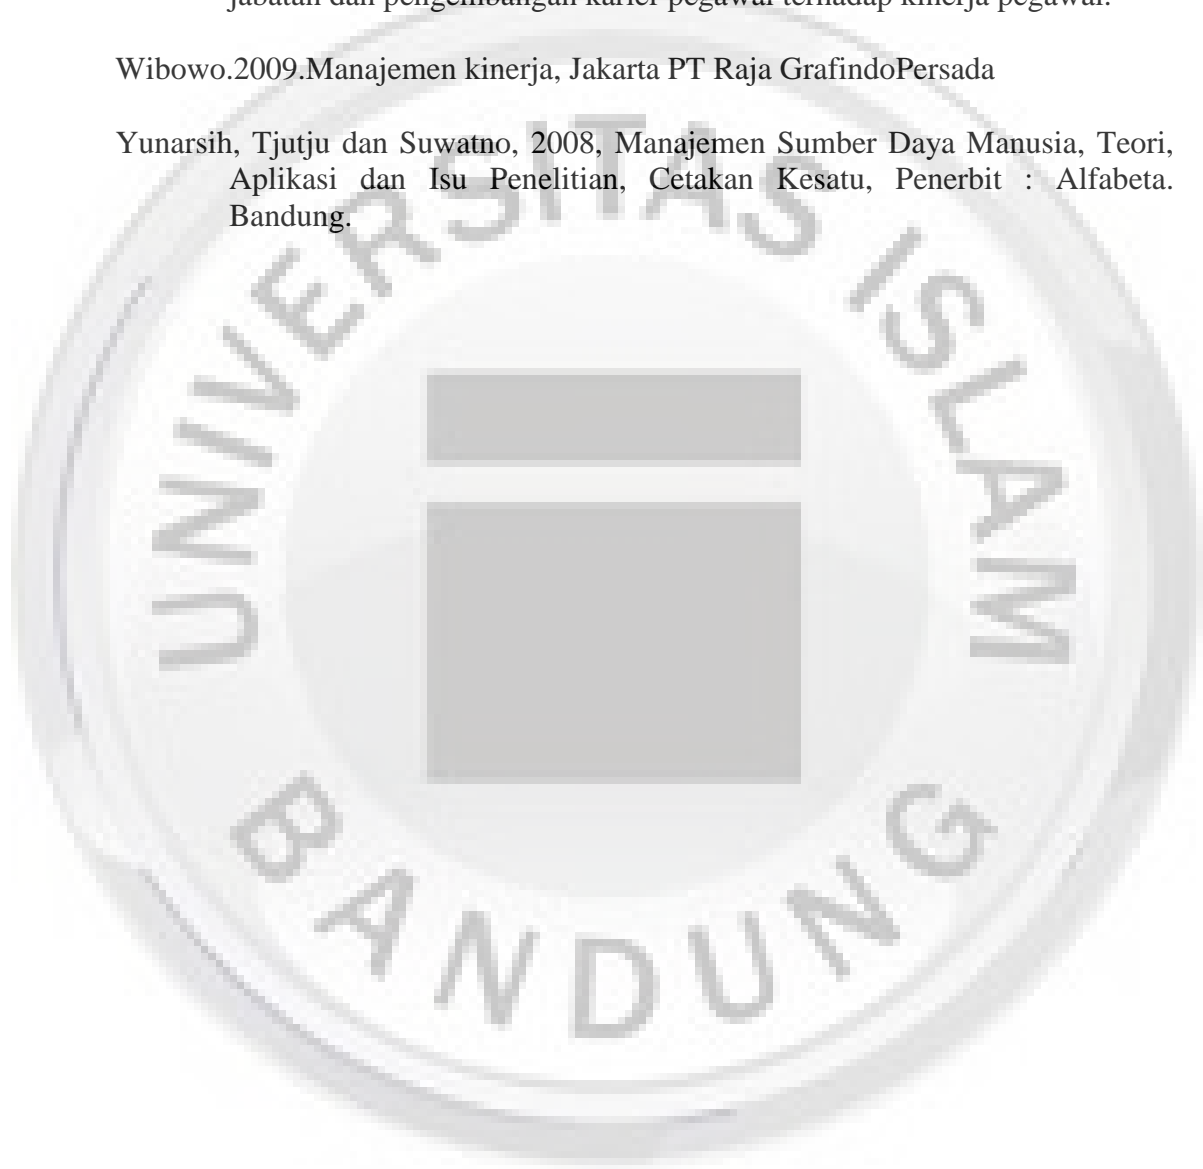 jabatan dan pengembangan karier pegawai terhadap kinerja pegawai.
Wibowo.2009.Manajemen kinerja, Jakarta PT Raja GrafindoPersada
Yunarsih, Tjutju dan Suwatno, 2008, Manajemen Sumber Daya Manusia, Teori,
Aplikasi dan Isu Penelitian, Cetakan Kesatu, Penerbit : Alfabeta.
Bandung.
UNIVERSITAS ISLAM
BANDUNG